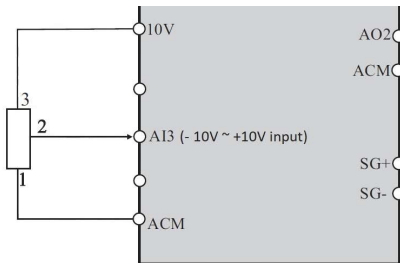 10V
AO2
ACM
3
2
AI3 (- 10V ~ +10V input)
SG+
1
SG-
ACM